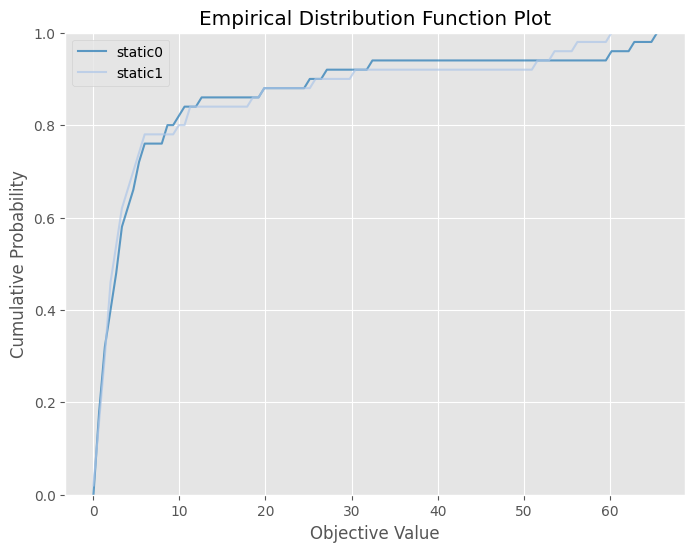 Empirical Distribution Function Plot
static0
static1
1.0
0.8
0.6
0.4
0.2
0.0
Cumulative Probability
0 10 20 30 40 50 60
Objective Value